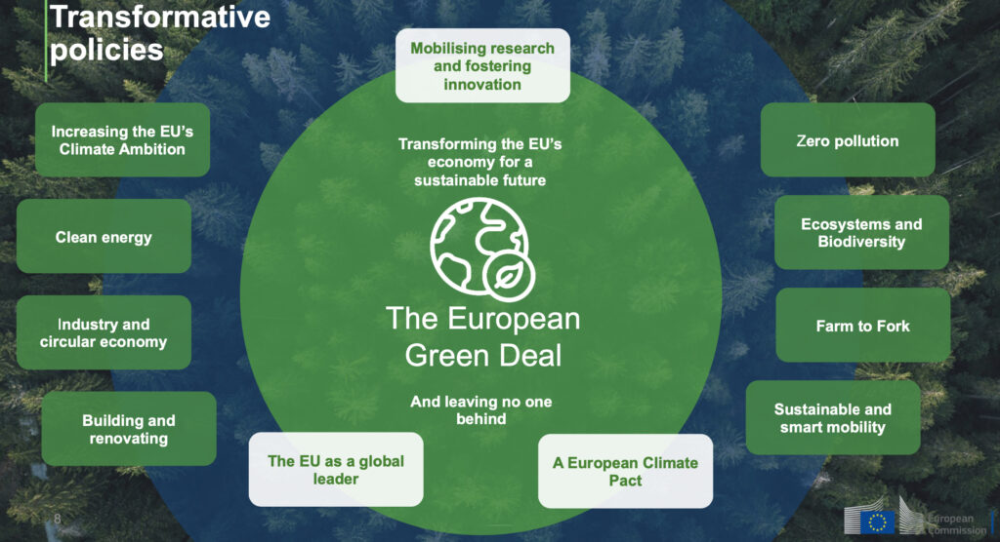 Transformative
policies
Mobilising research
and fostering
innovation
Increasing the EU's
Climate Ambition
Clean energy
Industry and
circular economy
Building and
renovating
Transforming the EU's
economy for a
sustainable future
The European
Green Deal
And leaving no one
behind
Zero pollution
Ecosystems and
Biodiversity
Farm to Fork
Sustainable and
smart mobility
The EU as a global
leader
A European Climate
Pact
8
European
Commission